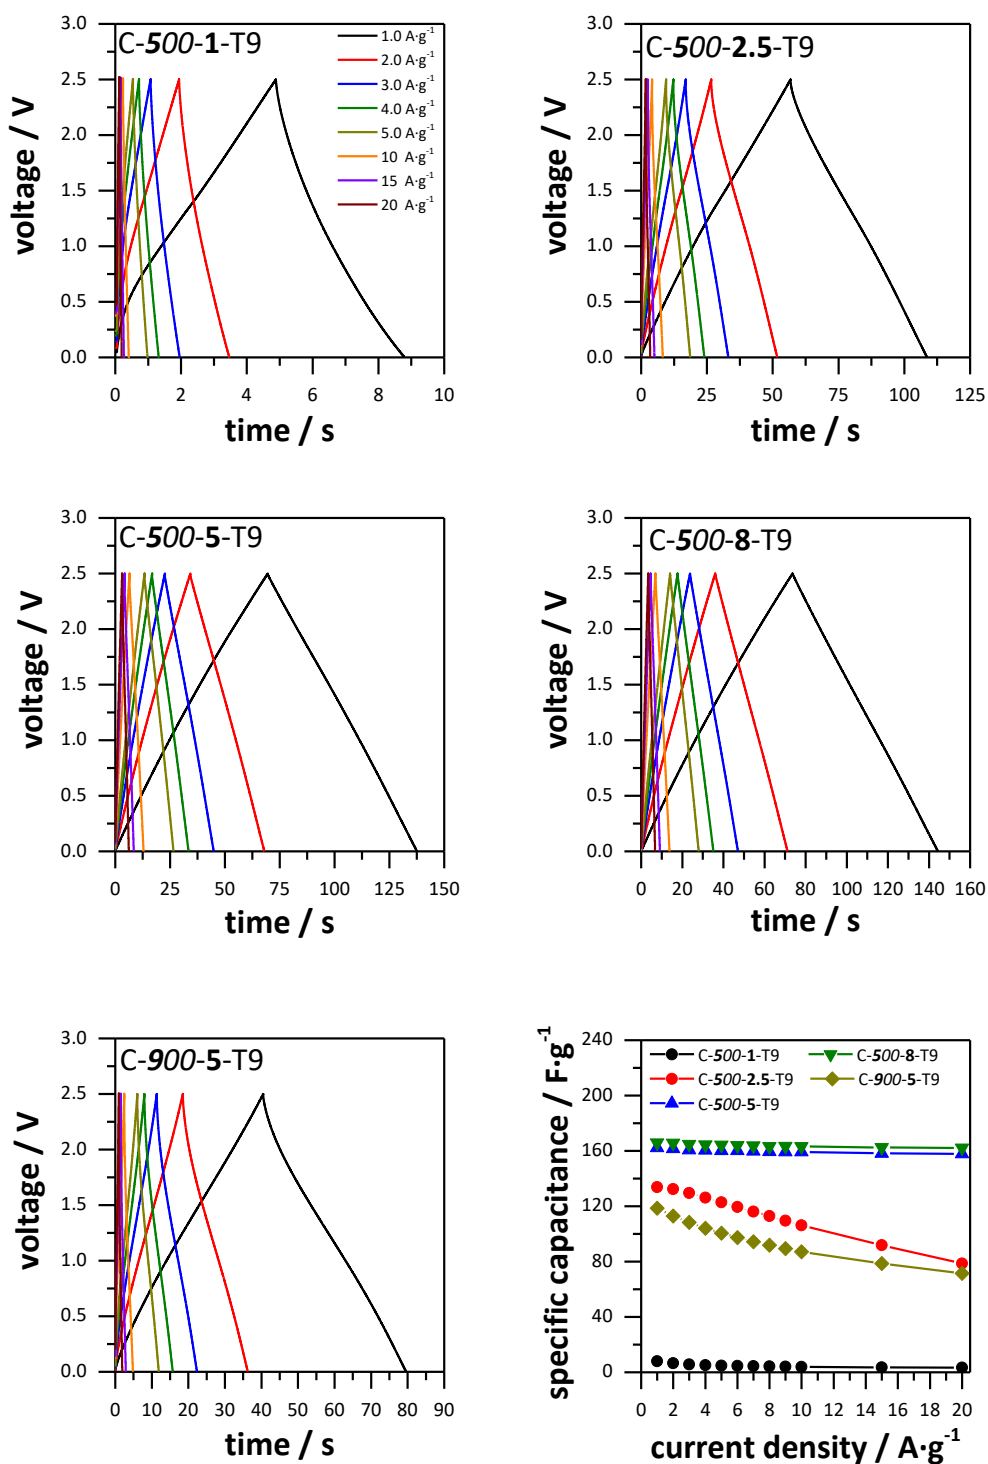 C-500-1-T9
1.0 A·g⁻¹
2.0 A·g⁻¹
3.0 A·g⁻¹
4.0 A·g⁻¹
5.0 A·g⁻¹
10 A·g⁻¹
15 A·g⁻¹
20 A·g⁻¹
voltage / V
3.0
2.5
2.0
1.5
1.0
0.5
0.0
0 2 4 6 8 10
time / s
C-500-2.5-T9
voltage / V
3.0
2.5
2.0
1.5
1.0
0.5
0.0
0 25 50 75 100 125
time / s
C-500-5-T9
voltage / V
3.0
2.5
2.0
1.5
1.0
0.5
0.0
0 25 50 75 100 125 150
time / s
C-500-8-T9
voltage / V
3.0
2.5
2.0
1.5
1.0
0.5
0.0
0 20 40 60 80 100 120 140 160
time / s
C-900-5-T9
voltage / V
3.0
2.5
2.0
1.5
1.0
0.5
0.0
0 10 20 30 40 50 60 70 80 90
time / s
C-500-1-T9 C-500-8-T9
C-500-2.5-T9 C-900-5-T9
C-500-5-T9
specific capacitance / F·g⁻¹
240
200
160
120
80
40
0
0 2 4 6 8 10 12 14 16 18 20
current density / A·g⁻¹